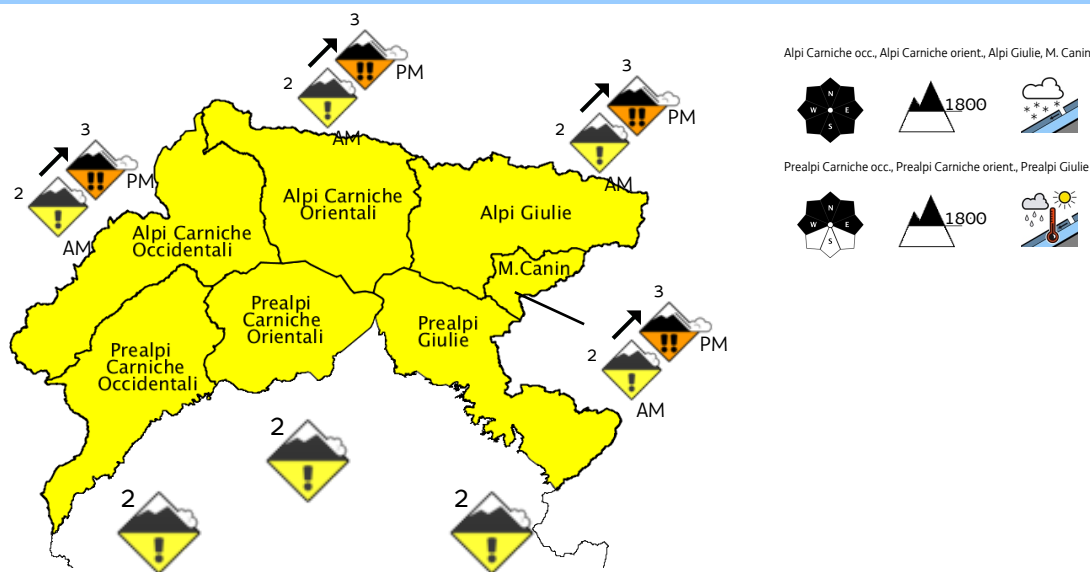 3
2
PM
AM
3
2
PM
AM
3
2
PM
AM
Alpi Carniche
Orientali
Alpi Giulie
Alpi Carniche
Occidentali
M.Canin
Prealpi
Carniche
Orientali
Prealpi
Giulie
Prealpi
Carniche
Occidentali
3
2
PM
AM
2
2
2
Alpi Carniche occ., Alpi Carniche orient., Alpi Giulie, M. Canin
N
W E
S
1800
Prealpi Carniche occ., Prealpi Carniche orient., Prealpi Giulie
N
W E
S
1800